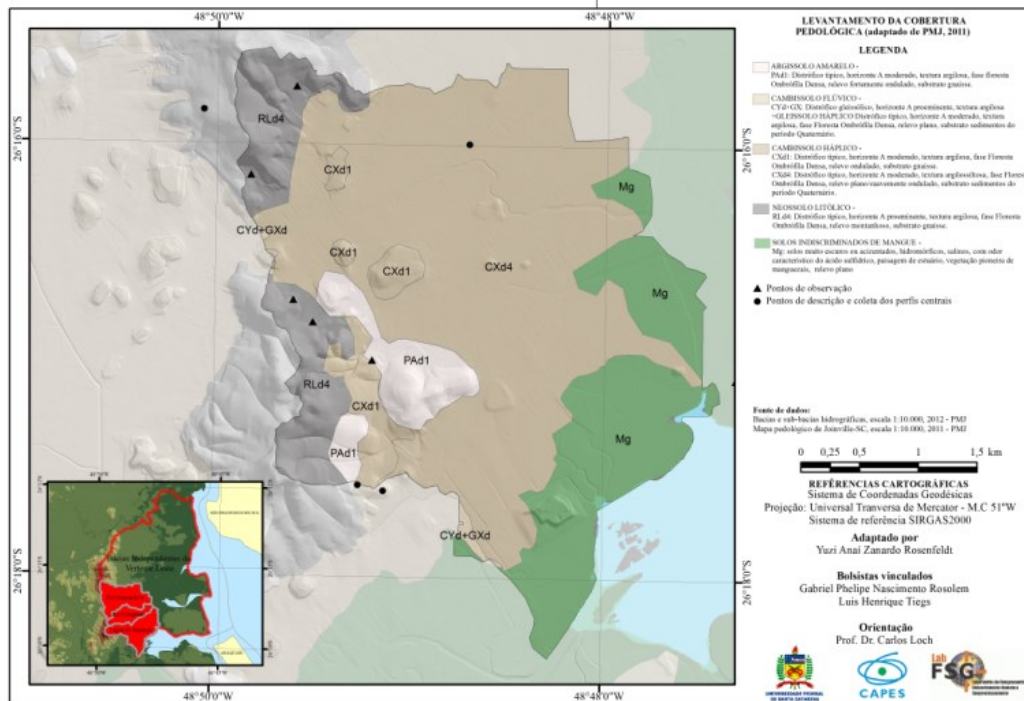 48°50'0"W
48°48'0"W
26°16'0"S
26°16'0"S
RLd4
CXd1
Mg
CYd+GXd
CXd1
CXd1
CXd4
Mg
PAd1
RLd4
CXd1
Mg
PAd1
CYd+GXd
26°18'0"S
26°18'0"S
48°50'0"W
48°48'0"W
LEVANTAMENTO DA COBERTURA
PEDOLÓGICA (adaptado de PMJ, 2011)
LEGENDA
ARGISSOLO AMARELO -
PAd1: Distrófico típico, horizonte A moderado, textura argilosa, fase floresta
Ombrófila Densa, relevo fortemente ondulado, substrato gnaisse.
CAMBISSOLO FLÚVICO -
CYd+GX: Distrófico gleissólico, horizonte A proeminente, textura argilosa
+GLEISSOLO HÁPLICO Distrófico típico, horizonte A moderado, textura
argilosa, fase Floresta Ombrófila Densa, relevo plano, substrato sedimentos do
período Quaternário.
CAMBISSOLO HÁPLICO -
CXd1: Distrófico típico, horizonte A moderado, textura argilosa, fase Floresta
Ombrófila Densa, relevo ondulado, substrato gnaisse.
CXd4: Distrófico típico, horizonte A moderado, textura argilossiltosa, fase Floresta
Ombrófila Densa, relevo plano/suavemente ondulado, substrato sedimentos do
período Quaternário.
NEOSSOLO LITÓLICO -
RLd4: Distrófico típico, horizonte A proeminente, textura argilosa, fase Floresta
Ombrófila Densa, relevo montanhoso, substrato gnaisse.
SOLOS INDISCRIMINADOS DE MANGUE -
Mg: solos muito escuros ou acinzentados, hidromórficos, salinos, com odor
característico do ácido sulfídrico, paisagem de estuário, vegetação pioneira de
manguezais, relevo plano
Pontos de observação
Pontos de descrição e coleta dos perfis centrais
Fonte de dados:
Bacias e sub-bacias hidrográficas, escala 1:10.000, 2012 - PMJ
Mapa pedológico de Joinville-SC, escala 1:10.000, 2011 - PMJ
0 0,25 0,5 1 1,5 km
REFÊRENCIAS CARTOGRÁFICAS
Sistema de Coordenadas Geodésicas
Projeção: Universal Tranversa de Mercator - M.C 51°W
Sistema de referência SIRGAS2000
Adaptado por
Yuzi Anaí Zanardo Rosenfeldt
Bolsistas vinculados
Gabriel Phelipe Nascimento Rosolem
Luis Henrique Tiegs
Orientação
Prof. Dr. Carlos Loch
UNIVERSIDADE FEDERAL
DE SANTA CATARINA
CAPES
Lab
FSG